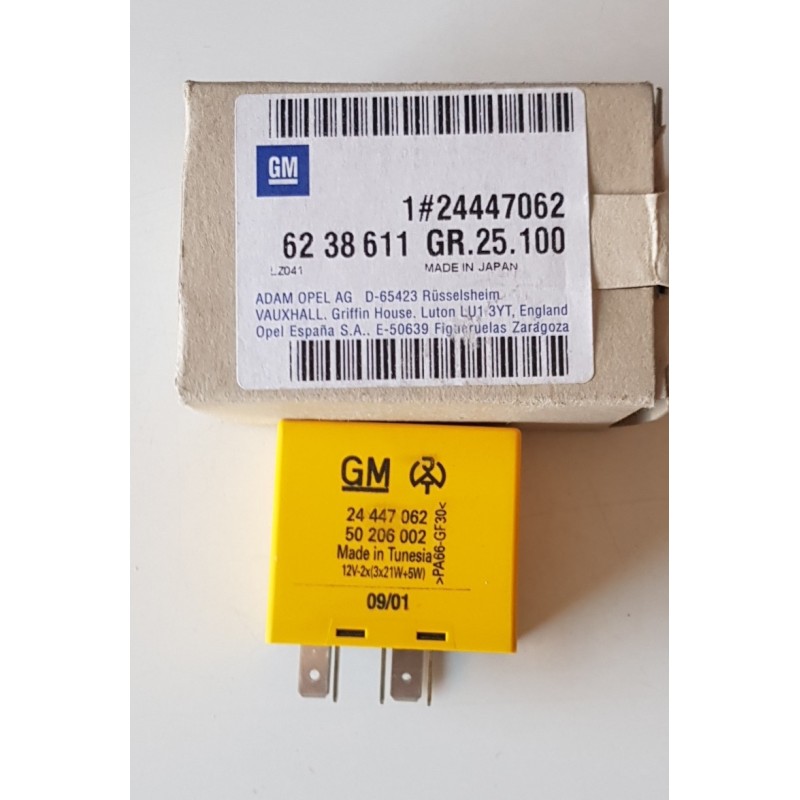 GM
1#24447062
62 38 611 GR.25.100
LZ041 MADE IN JAPAN
ADAM OPEL AG D-65423 Rüsselsheim
VAUXHALL. Griffin House. Luton LU1 3YT, England
Opel España S.A.. E-50639 Figueruelas Zaragoza
GM
24 447 062
50 206 002
Made in Tunesia
12V-2x(3x21W+5W)
>PA66-GF30<
09/01